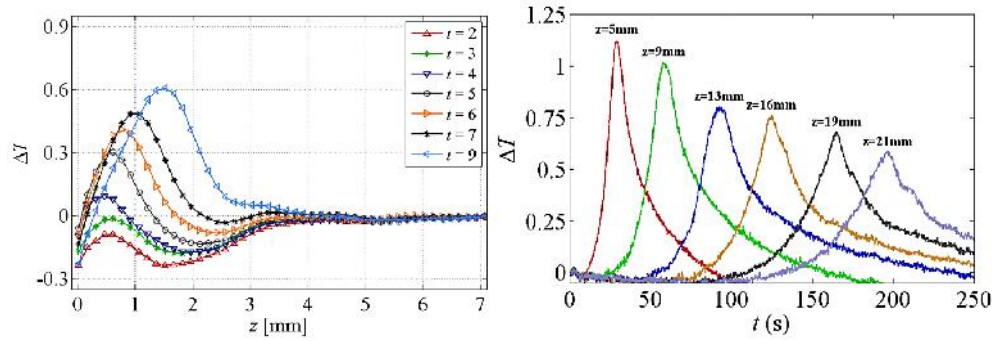 0.9
0.6
0.3
0
-0.3
ΔT
0 1 2 3 4 5 6 7
z [mm]
t = 2
t = 3
t = 4
t = 5
t = 6
t = 7
t = 9
1.25
1
0.75
0.5
0.25
0
ΔT
z=5mm
z=9mm
z=13mm
z=16mm
z=19mm
z=21mm
0 50 100 150 200 250
t (s)